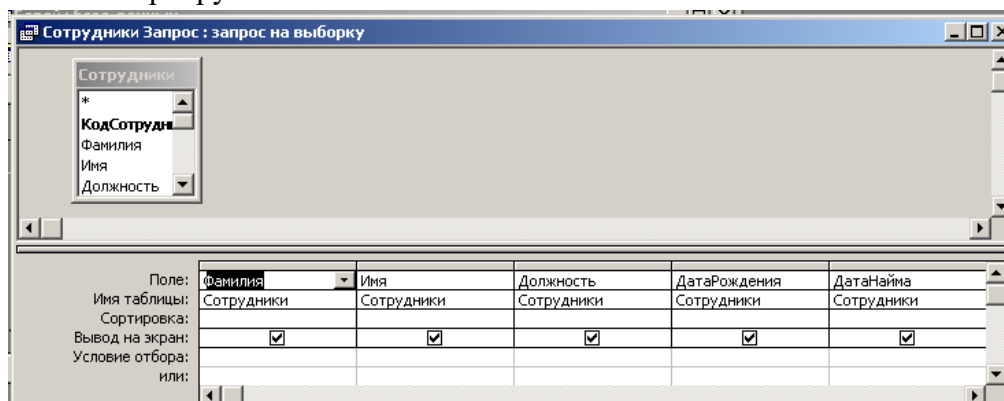 Сотрудники Запрос : запрос на выборку
Сотрудники
*
КодСотрудн
Фамилия
Имя
Должность
Поле: Фамилия Имя Должность ДатаРождения ДатаНайма
Имя таблицы: Сотрудники Сотрудники Сотрудники Сотрудники Сотрудники
Сортировка:
Вывод на экран:
Условие отбора:
или: